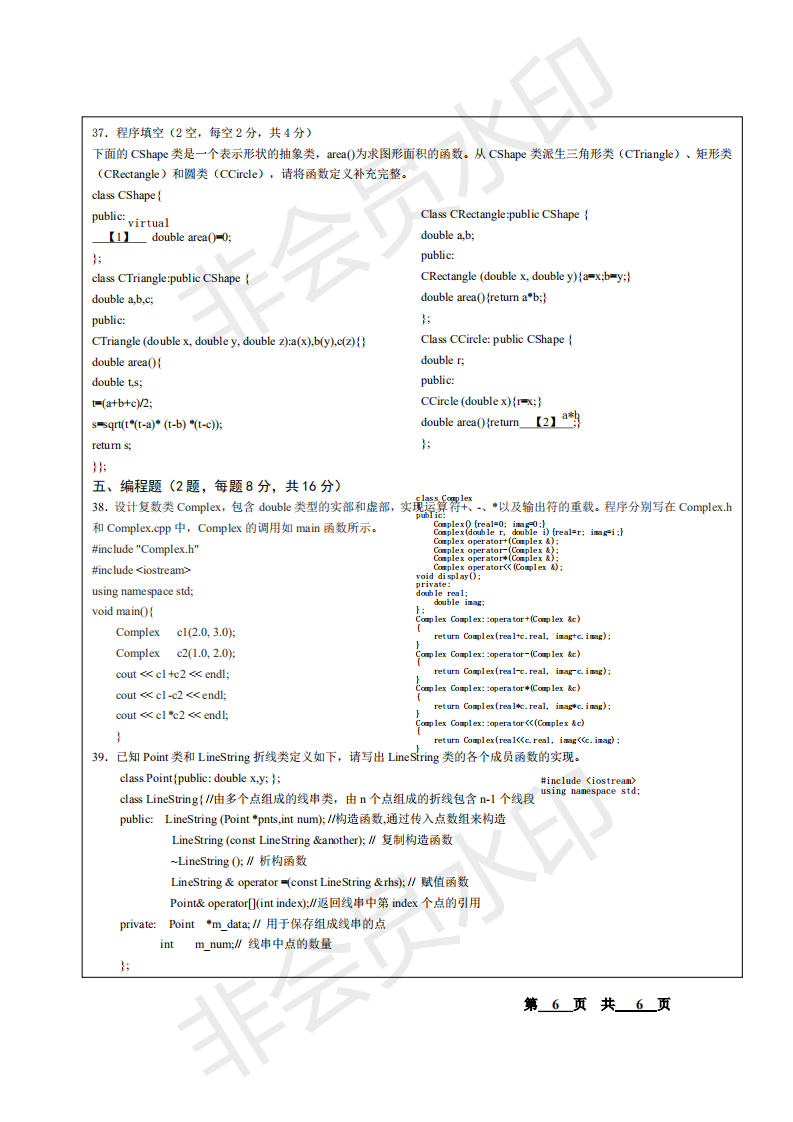 37．程序填空（2 空，每空 2 分，共 4 分）
下面的 CShape 类是一个表示形状的抽象类，area()为求图形面积的函数。从 CShape 类派生三角形类（CTriangle）、矩形类
（CRectangle）和圆类（CCircle），请将函数定义补充完整。
class CShape{
public:
virtual
【1】 double area()=0;
};
class CTriangle:public CShape {
double a,b,c;
public:
CTriangle (double x, double y, double z):a(x),b(y),c(z){}
double area(){
double t,s;
t=(a+b+c)/2;
s=sqrt(t*(t-a)* (t-b) *(t-c));
return s;
}};
Class CRectangle:public CShape {
double a,b;
public:
CRectangle (double x, double y){a=x;b=y;}
double area(){return a*b;}
};
Class CCircle: public CShape {
double r;
public:
CCircle (double x){r=x;}
a*b
double area(){return 【2】 ;}
};
五、编程题（2 题，每题 8 分，共 16 分）
38．设计复数类 Complex，包含 double 类型的实部和虚部，实现运算符+、-、*以及输出符的重载。程序分别写在 Complex.h
和 Complex.cpp 中，Complex 的调用如 main 函数所示。
#include "Complex.h"
#include <iostream>
using namespace std;
void main(){
Complex c1(2.0, 3.0);
Complex c2(1.0, 2.0);
cout << c1+c2 << endl;
cout << c1-c2 << endl;
cout << c1*c2 << endl;
}
class Complex
{
public:
Complex(){real=0; imag=0;}
Complex(double r, double i){real=r; imag=i;}
Complex operator+(Complex &);
Complex operator-(Complex &);
Complex operator*(Complex &);
Complex operator<<(Complex &);
void display();
private:
double real;
double imag;
};
Complex Complex::operator+(Complex &c)
{
return Complex(real+c.real, imag+c.imag);
}
Complex Complex::operator-(Complex &c)
{
return Complex(real-c.real, imag-c.imag);
}
Complex Complex::operator*(Complex &c)
{
return Complex(real*c.real, imag*c.imag);
}
Complex Complex::operator<<(Complex &c)
{
return Complex(real<<c.real, imag<<c.imag);
}
39．已知 Point 类和 LineString 折线类定义如下，请写出 LineString 类的各个成员函数的实现。
#include <iostream>
using namespace std;
class Point{public: double x,y; };
class LineString{ //由多个点组成的线串类，由 n 个点组成的折线包含 n-1 个线段
public: LineString (Point *pnts,int num); //构造函数,通过传入点数组来构造
LineString (const LineString &another); // 复制构造函数
~LineString (); // 析构函数
LineString & operator =(const LineString &rhs); // 赋值函数
Point& operator[](int index);//返回线串中第 index 个点的引用
private: Point *m_data; // 用于保存组成线串的点
int m_num;// 线串中点的数量
};
第 6 页 共 6 页
非会员水印
非会员水印